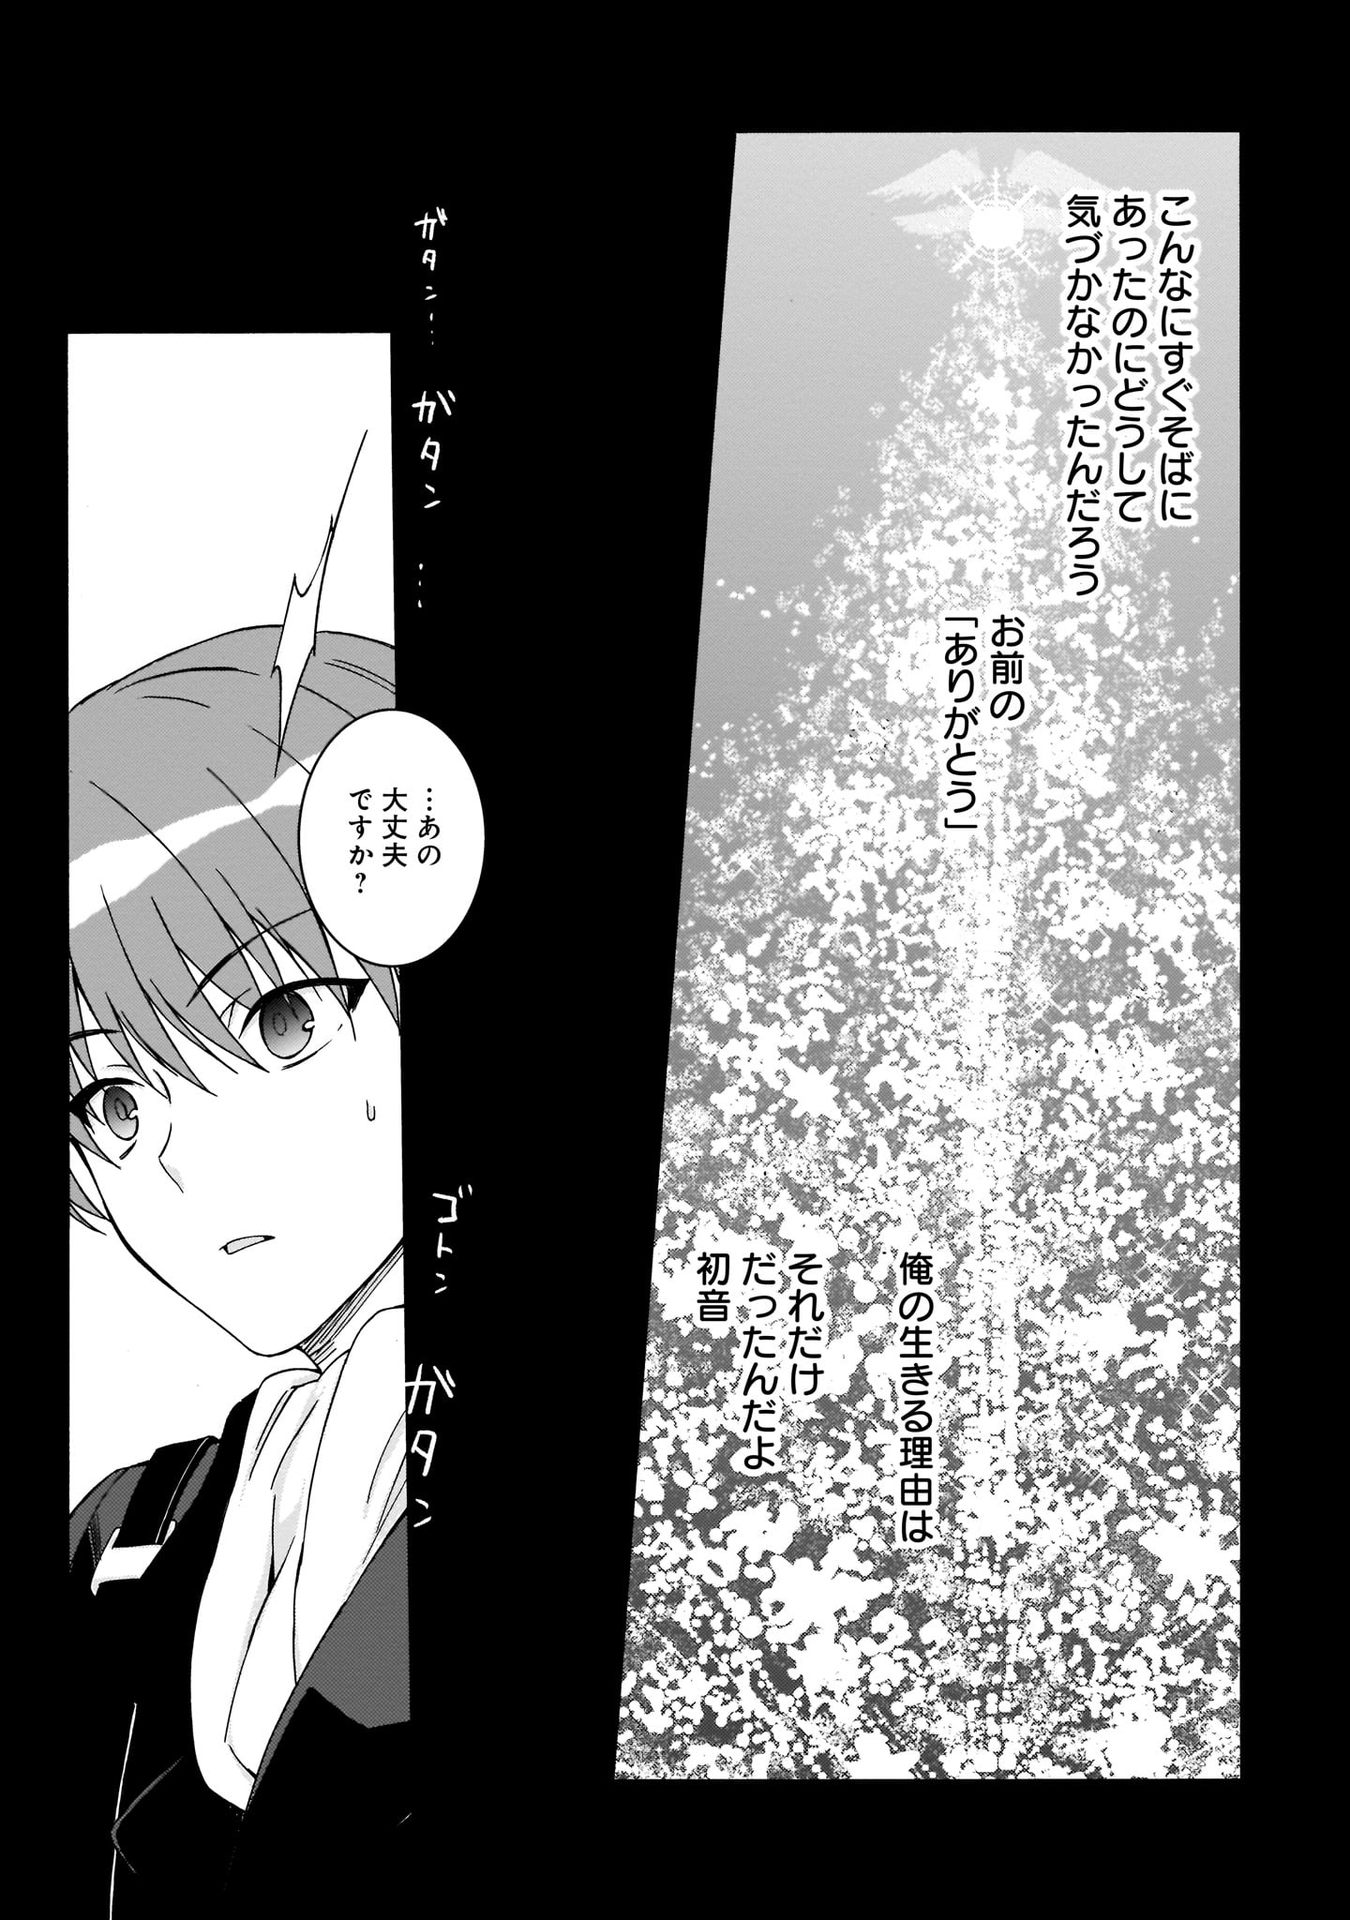 こんなにすぐそばに
あったのにどうして
気づかなかったんだろう
お前の
「ありがとう」
俺の生きる理由は
それだけ
だったんだよ
初音
ガタン…
ガタン…
ゴトン
ガタン
…あの
大丈夫
ですか?